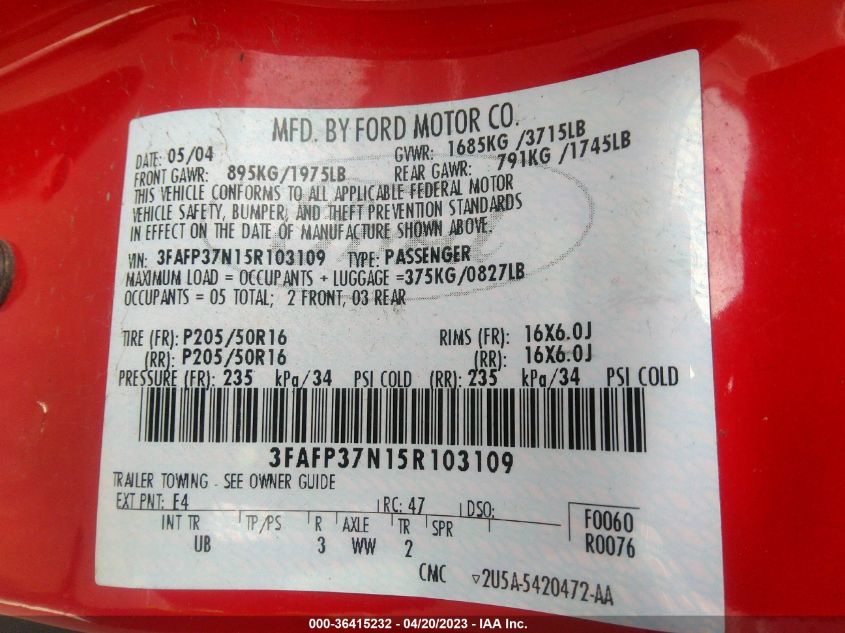 MFD. BY FORD MOTOR CO.
DATE: 05/04 GVWR: 1685KG /3715LB
FRONT GAWR: 895KG/1975LB REAR GAWR: 791KG /1745LB
THIS VEHICLE CONFORMS TO ALL APPLICABLE FEDERAL MOTOR
VEHICLE SAFETY, BUMPER, AND THEFT PREVENTION STANDARDS
IN EFFECT ON THE DATE OF MANUFACTURE SHOWN ABOVE.
VIN: 3FAFP37N15R103109 TYPE: PASSENGER
MAXIMUM LOAD = OCCUPANTS + LUGGAGE =375KG/0827LB
OCCUPANTS = 05 TOTAL; 2 FRONT, 03 REAR
TIRE (FR): P205/50R16 RIMS (FR): 16X6.0J
(RR): P205/50R16 (RR): 16X6.0J
PRESSURE (FR): 235 kPa/34 PSI COLD (RR): 235 kPa/34 PSI COLD
3FAFP37N15R103109
TRAILER TOWING - SEE OWNER GUIDE
EXT PNT: E4 RC: 47 DSO:
INT TR TP/PS R AXLE TR SPR F0060
UB 3 WW 2 R0076
CMC ▽2U5A-5420472-AA
000-36415232 - 04/20/2023 - IAA Inc.